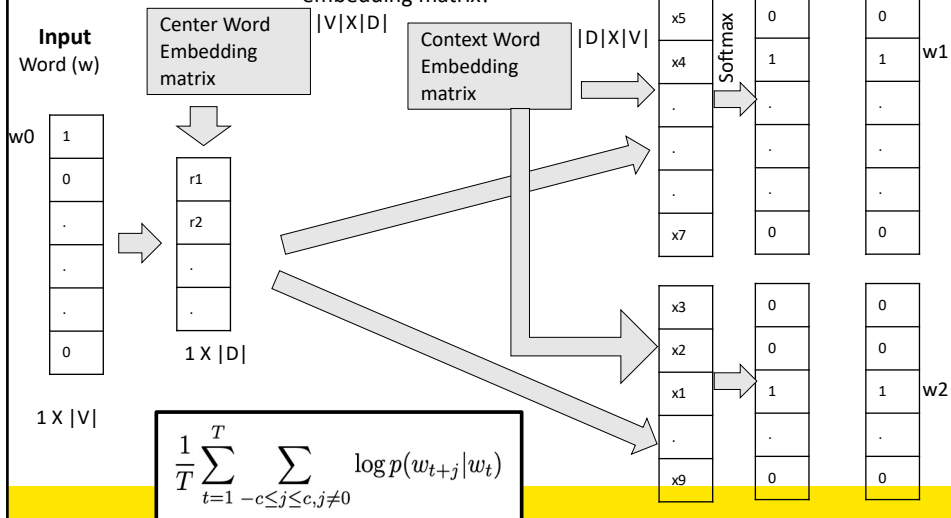 embedding matrix?
Input
Word (w)
Center Word
Embedding
matrix
|V|X|D|
Context Word
Embedding
matrix
|D|X|V|
w0
1
0
.
.
.
0
1 X |V|
r1
r2
.
.
.
1 X |D|
x5
x4
.
.
.
x7
Softmax
0
1
.
.
.
0
0
1
.
.
.
0
w1
x3
x2
x1
.
x9
0
0
1
.
0
0
0
1
.
0
w2
\frac{1}{T} \sum_{t=1}^{T} \sum_{-c \leq j \leq c, j \neq 0} \log p(w_{t+j}|w_t)